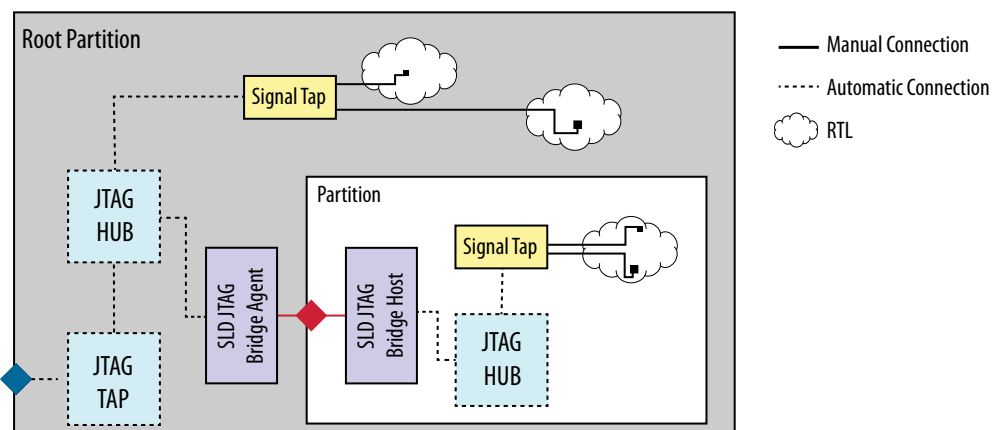 Root Partition
Signal Tap
JTAG
HUB
JTAG
TAP
SLD JTAG
Bridge Agent
Partition
SLD JTAG
Bridge Host
Signal Tap
JTAG
HUB
Manual Connection
Automatic Connection
RTL